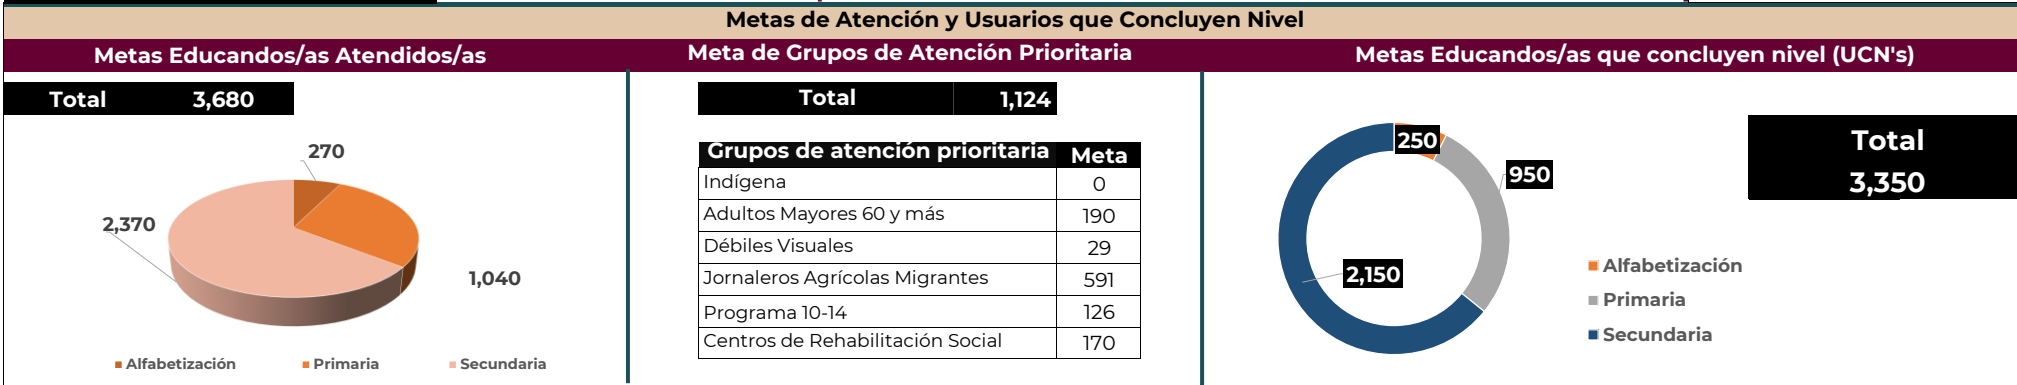 Metas de Atención y Usuarios que Concluyen Nivel
Metas Educandos/as Atendidos/as
Total 3,680
270
2,370
1,040
Alfabetización Primaria Secundaria
Meta de Grupos de Atención Prioritaria
Total 1,124
Grupos de atención prioritaria Meta
Indígena 0
Adultos Mayores 60 y más 190
Débiles Visuales 29
Jornaleros Agrícolas Migrantes 591
Programa 10-14 126
Centros de Rehabilitación Social 170
Metas Educandos/as que concluyen nivel (UCN's)
250
950
2,150
Total
3,350
Alfabetización
Primaria
Secundaria